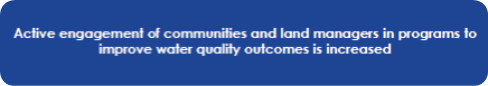 Active engagement of communities and land managers in programs to
improve water quality outcomes is increased